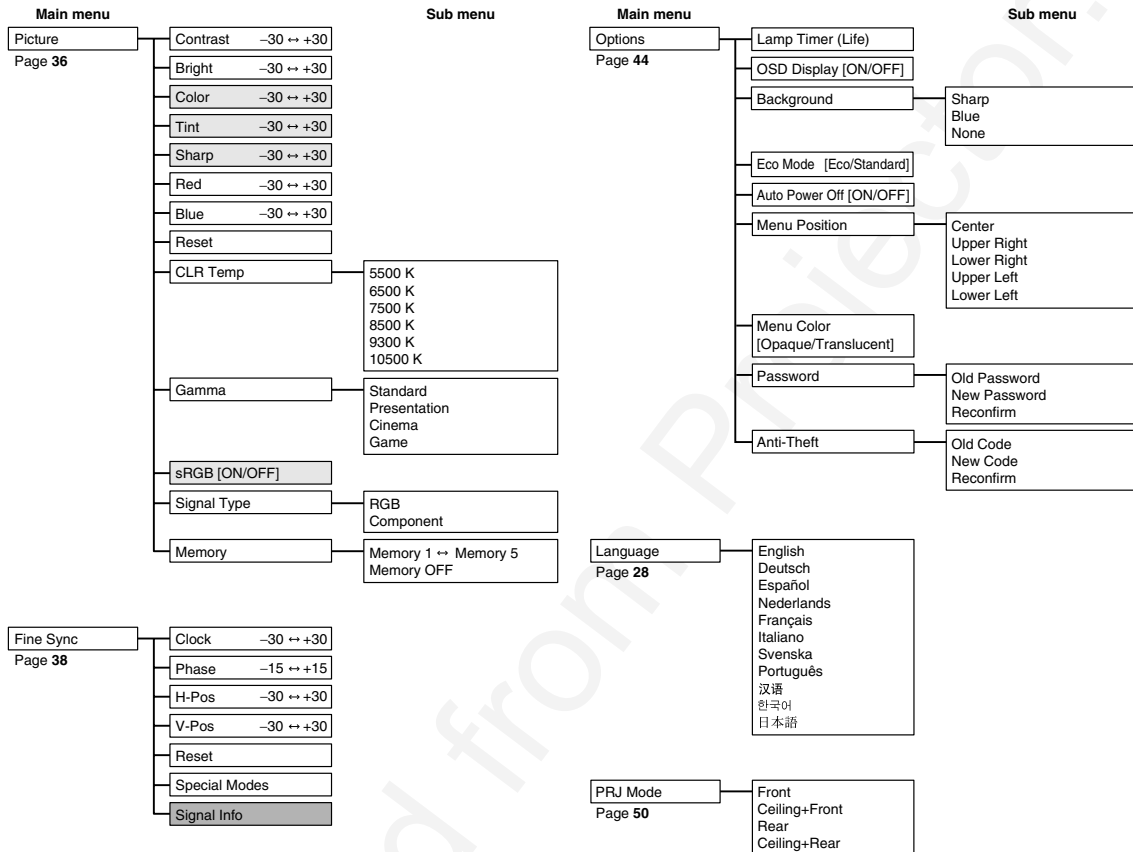 Main menu
Sub menu
Picture
Page 36
Contrast −30 ↔ +30
Bright −30 ↔ +30
Color −30 ↔ +30
Tint −30 ↔ +30
Sharp −30 ↔ +30
Red −30 ↔ +30
Blue −30 ↔ +30
Reset
CLR Temp
5500 K
6500 K
7500 K
8500 K
9300 K
10500 K
Gamma
Standard
Presentation
Cinema
Game
sRGB [ON/OFF]
Signal Type
RGB
Component
Memory
Memory 1 ↔ Memory 5
Memory OFF
Fine Sync
Page 38
Clock −30 ↔ +30
Phase −15 ↔ +15
H-Pos −30 ↔ +30
V-Pos −30 ↔ +30
Reset
Special Modes
Signal Info
Main menu
Sub menu
Options
Page 44
Lamp Timer (Life)
OSD Display [ON/OFF]
Background
Sharp
Blue
None
Eco Mode [Eco/Standard]
Auto Power Off [ON/OFF]
Menu Position
Center
Upper Right
Lower Right
Upper Left
Lower Left
Menu Color
[Opaque/Translucent]
Password
Old Password
New Password
Reconfirm
Anti-Theft
Old Code
New Code
Reconfirm
Language
Page 28
English
Deutsch
Español
Nederlands
Français
Italiano
Svenska
Português
汉语
한국어
日本語
PRJ Mode
Page 50
Front
Ceiling+Front
Rear
Ceiling+Rear
d from Projector.